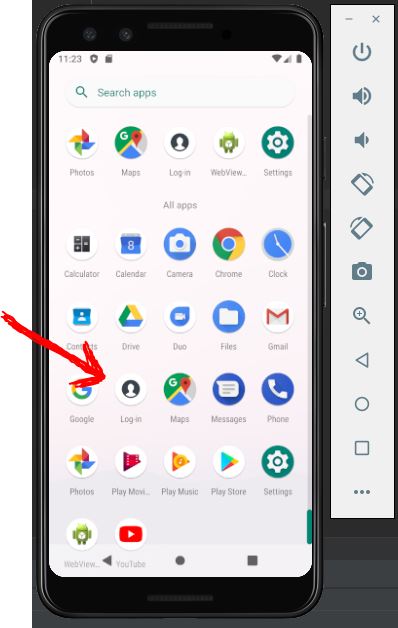 11:23
Search apps
Photos Maps Log-in WebView... Settings
All apps
Calculator 8 Calendar Camera Chrome Clock
Contacts Drive Duo Files Gmail
Google Log-in Maps Messages Phone
Photos Play Movi... Play Music Play Store Settings
WebView... YouTube